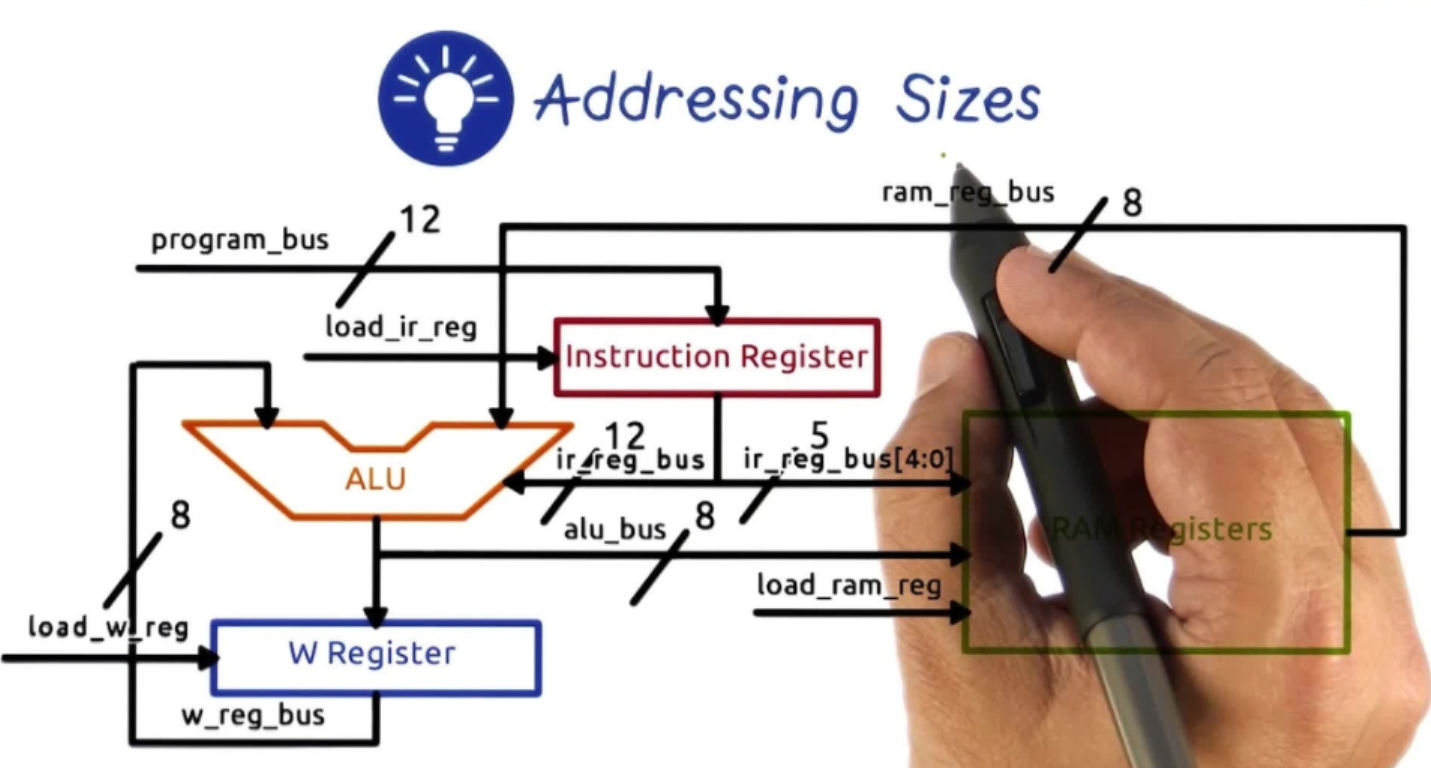 Addressing Sizes
ram_reg_bus
8
12
program_bus
load_ir_reg
Instruction Register
12
5
ir_reg_bus
ir_reg_bus[4:0]
ALU
8
8
alu_bus
RAM Registers
load_ram_reg
load_w_reg
W Register
w_reg_bus